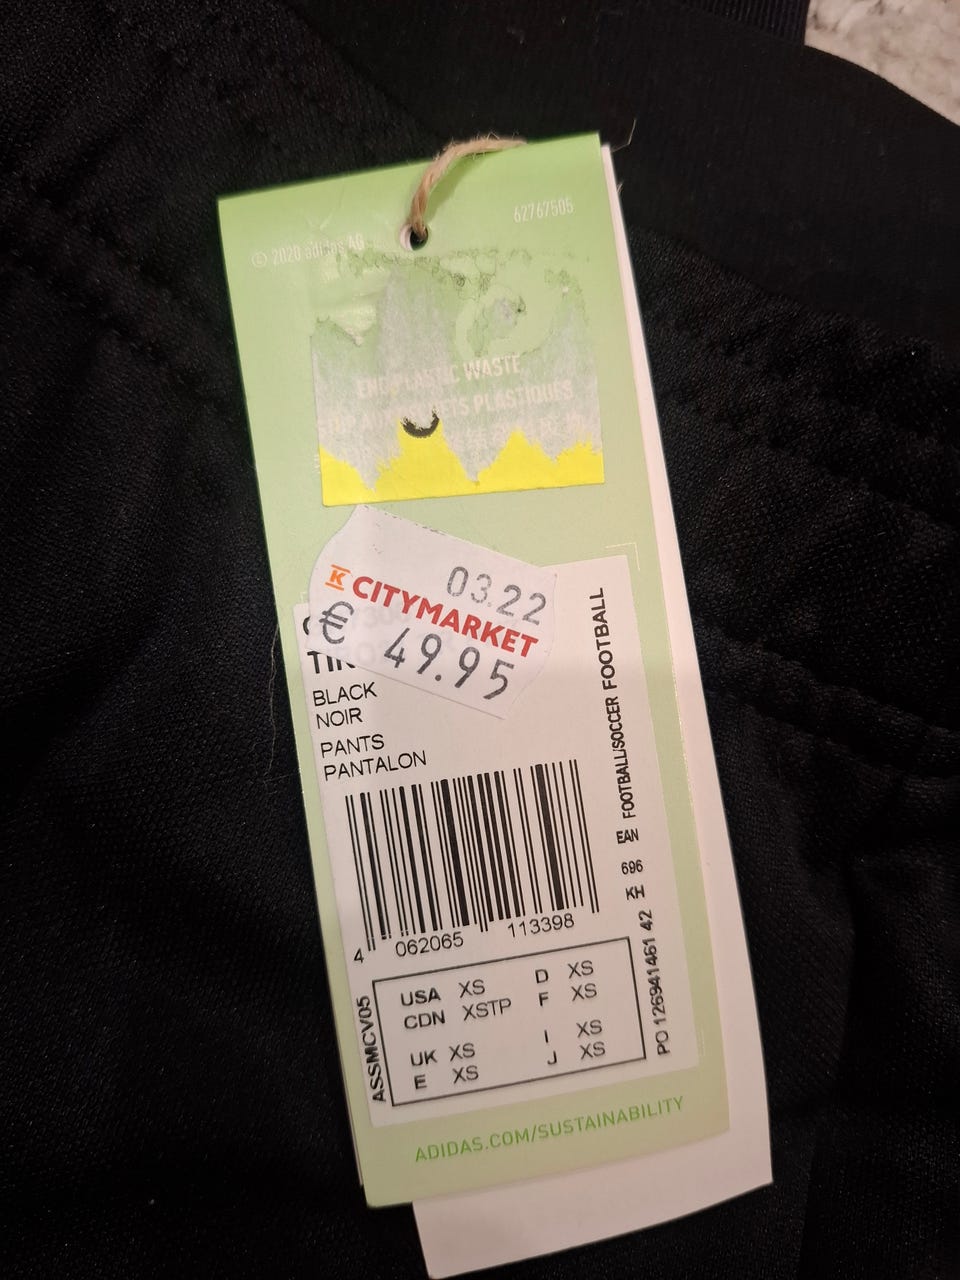 © 2020 adidas AG
62767505
END PLASTIC WASTE
PLASTIQUES
03.22
K CITYMARKET
€ 49.95
BLACK
NOIR
PANTS
PANTALON
4 062065 113398
USA XS D XS
CDN XSTP F XS
UK XS I XS
E XS J XS
ASSMCV05
PO 126941461 42 KH 696 EAN FOOTBALL/SOCCER FOOTBALL
ADIDAS.COM/SUSTAINABILITY